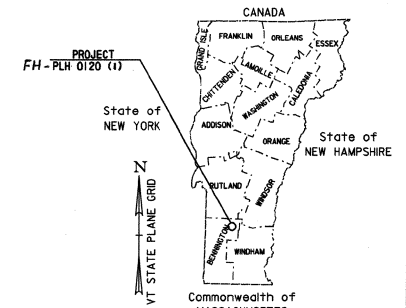 CANADA
PROJECT
FH-PLH 0120 (1)
GRAND ISLE
FRANKLIN
ORLEANS
ESSEX
CHITTENDEN
LAMOILLE
CALEDONIA
WASHINGTON
State of
NEW YORK
ADDISON
ORANGE
State of
NEW HAMPSHIRE
N
VT STATE PLANE GRID
RUTLAND
WINDSOR
BENNINGTON
WINDHAM
Commonwealth of
MASSACHUSETTS